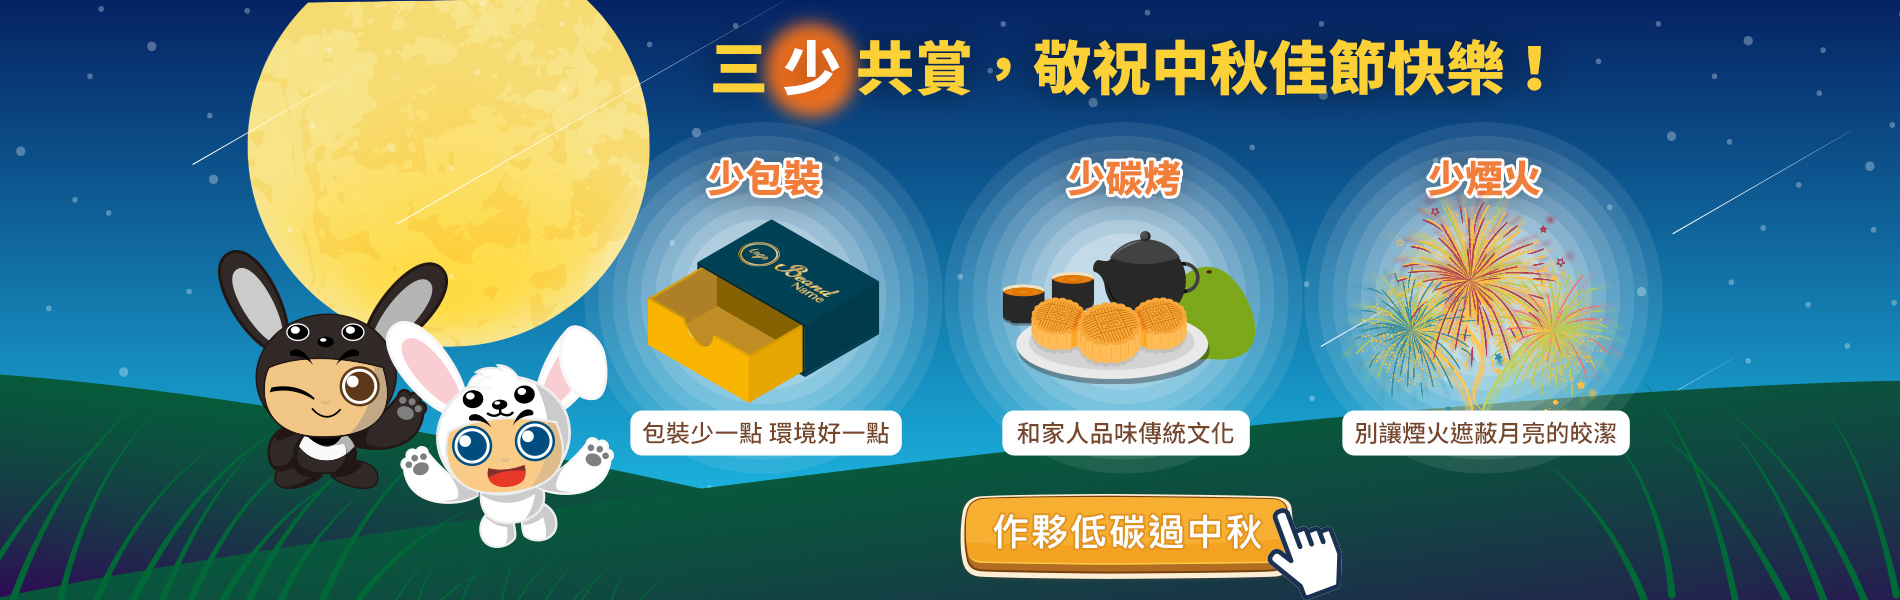 三少共賞，敬祝中秋佳節快樂！
少包裝
少碳烤
少煙火
Logo
Brand
Name
包裝少一點 環境好一點
和家人品味傳統文化
別讓煙火遮蔽月亮的皎潔
作夥低碳過中秋